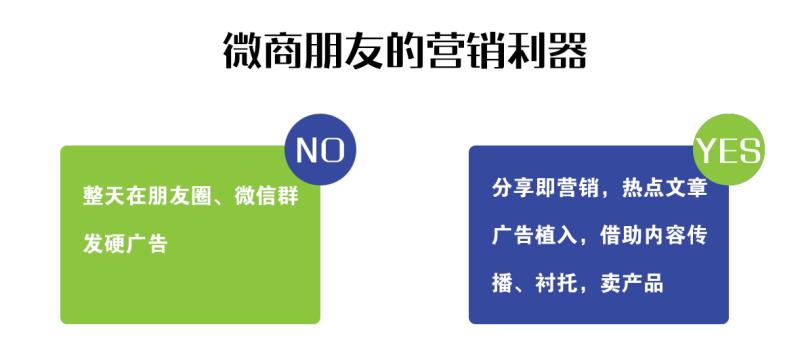 微商朋友的营销利器
NO
整天在朋友圈、微信群
发硬广告
YES
分享即营销，热点文章
广告植入，借助内容传
播、衬托，卖产品